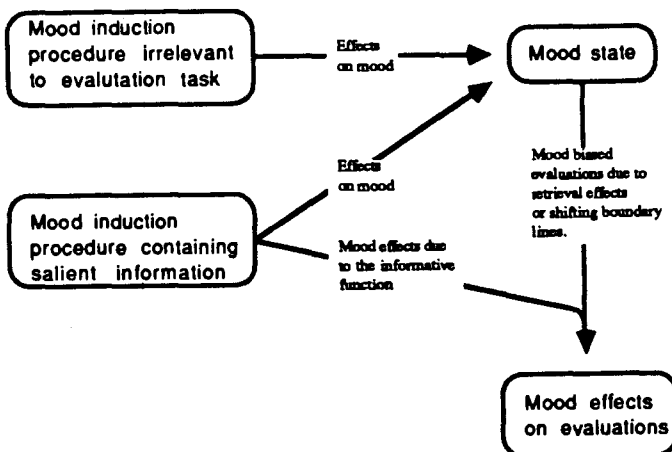 Mood induction
procedure irrelevant
to evalutation task
Effects
on mood
Mood state
Effects
on mood
Mood biased
evaluations due to
retrieval effects
or shifting boundary
lines.
Mood induction
procedure containing
salient information
Mood effects due
to the informative
function
Mood effects
on evaluations